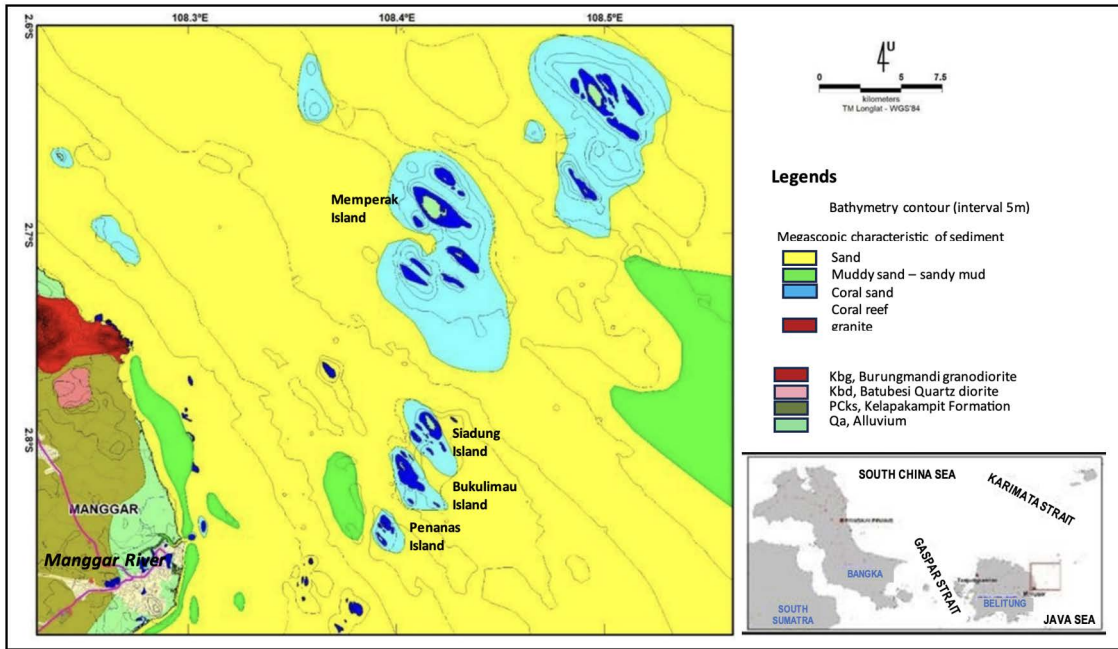 108.3°E
108.4°E
108.5°E
2.6°S
2.7°S
2.8°S
Memperak
Island
Siadung
Island
Bukulimau
Island
Penanas
Island
MANGGAR
Manggar River
U
0 5 7.5
kilometers
TM Longlat - WGS'84
Legends
Bathymetry contour (interval 5m)
Megascopic characteristic of sediment
Sand
Muddy sand – sandy mud
Coral sand
Coral reef
granite
Kbg, Burungmandi granodiorite
Kbd, Batubesi Quartz diorite
PCks, Kelapakampit Formation
Qa, Alluvium
SOUTH CHINA SEA
KARIMATA STRAIT
GASPAR STRAIT
BANGKA
BELITUNG
SOUTH
SUMATRA
JAVA SEA